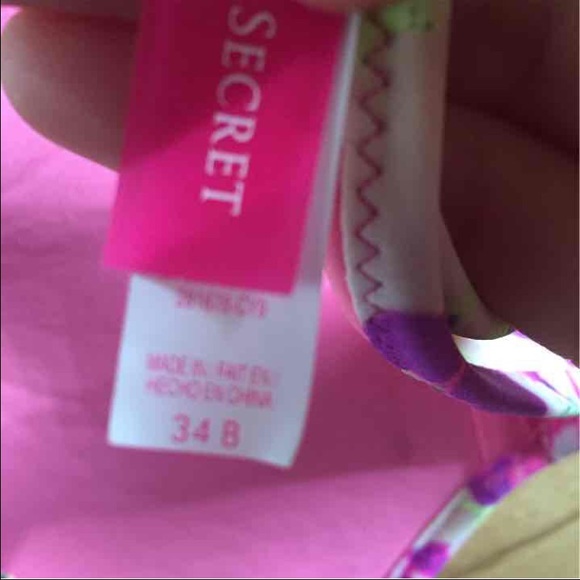 SECRET
MADE IN / FAIT EN /
HECHO EN CHINA
34 B